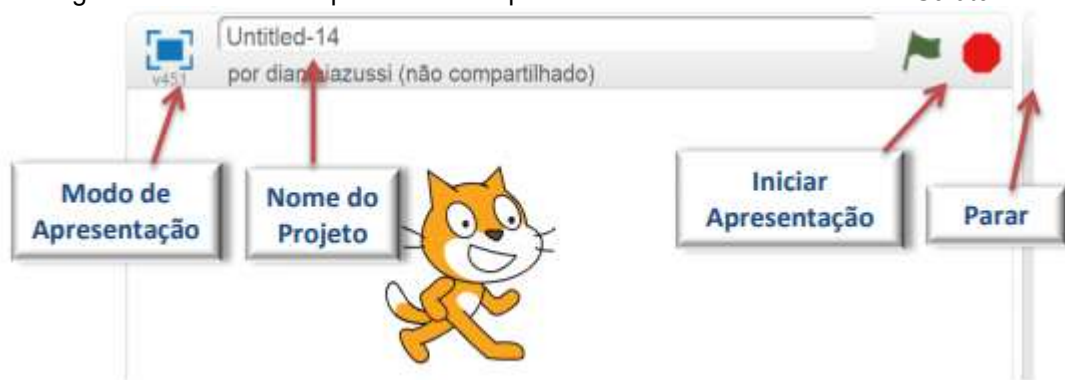 Untitled-14
v451
por (não compartilhado)
Modo de
Apresentação
Nome do
Projeto
Iniciar
Apresentação
Parar